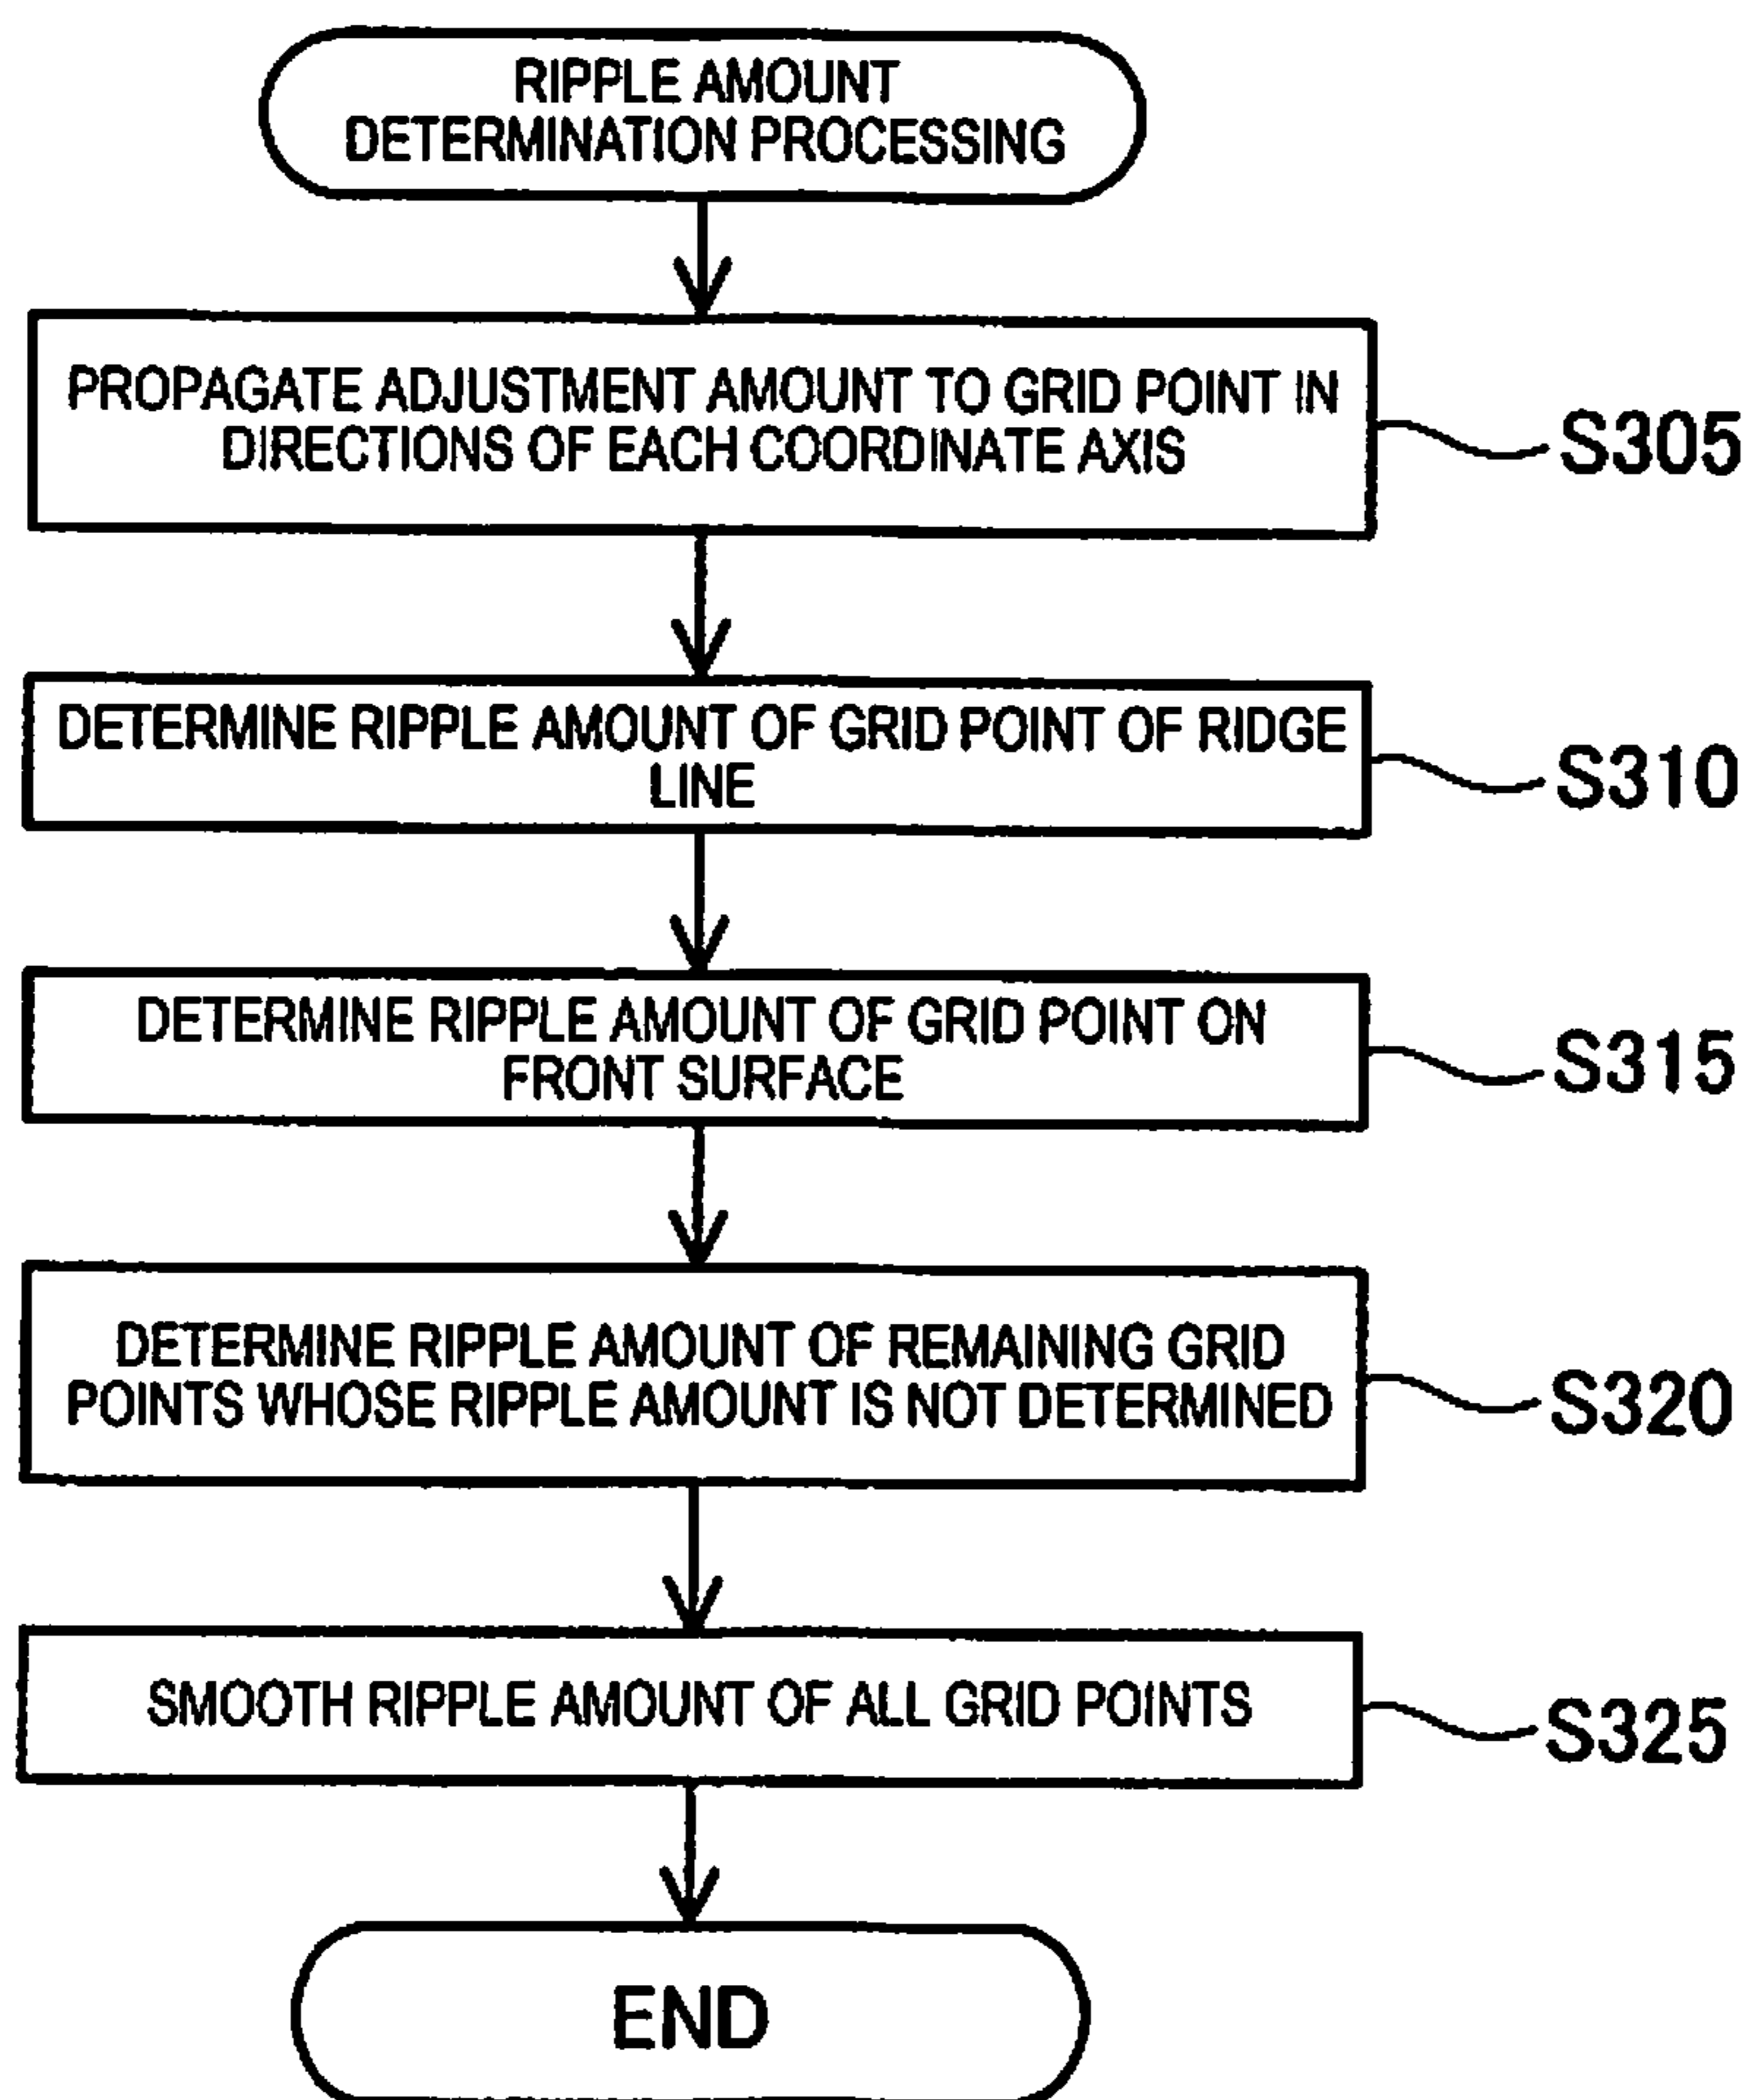 RIPPLE AMOUNT
DETERMINATION PROCESSING
PROPAGATE ADJUSTMENT AMOUNT TO GRID POINT IN
DIRECTIONS OF EACH COORDINATE AXIS
S305
DETERMINE RIPPLE AMOUNT OF GRID POINT OF RIDGE
LINE
S310
DETERMINE RIPPLE AMOUNT OF GRID POINT ON
FRONT SURFACE
S315
DETERMINE RIPPLE AMOUNT OF REMAINING GRID
POINTS WHOSE RIPPLE AMOUNT IS NOT DETERMINED
S320
SMOOTH RIPPLE AMOUNT OF ALL GRID POINTS
S325
END